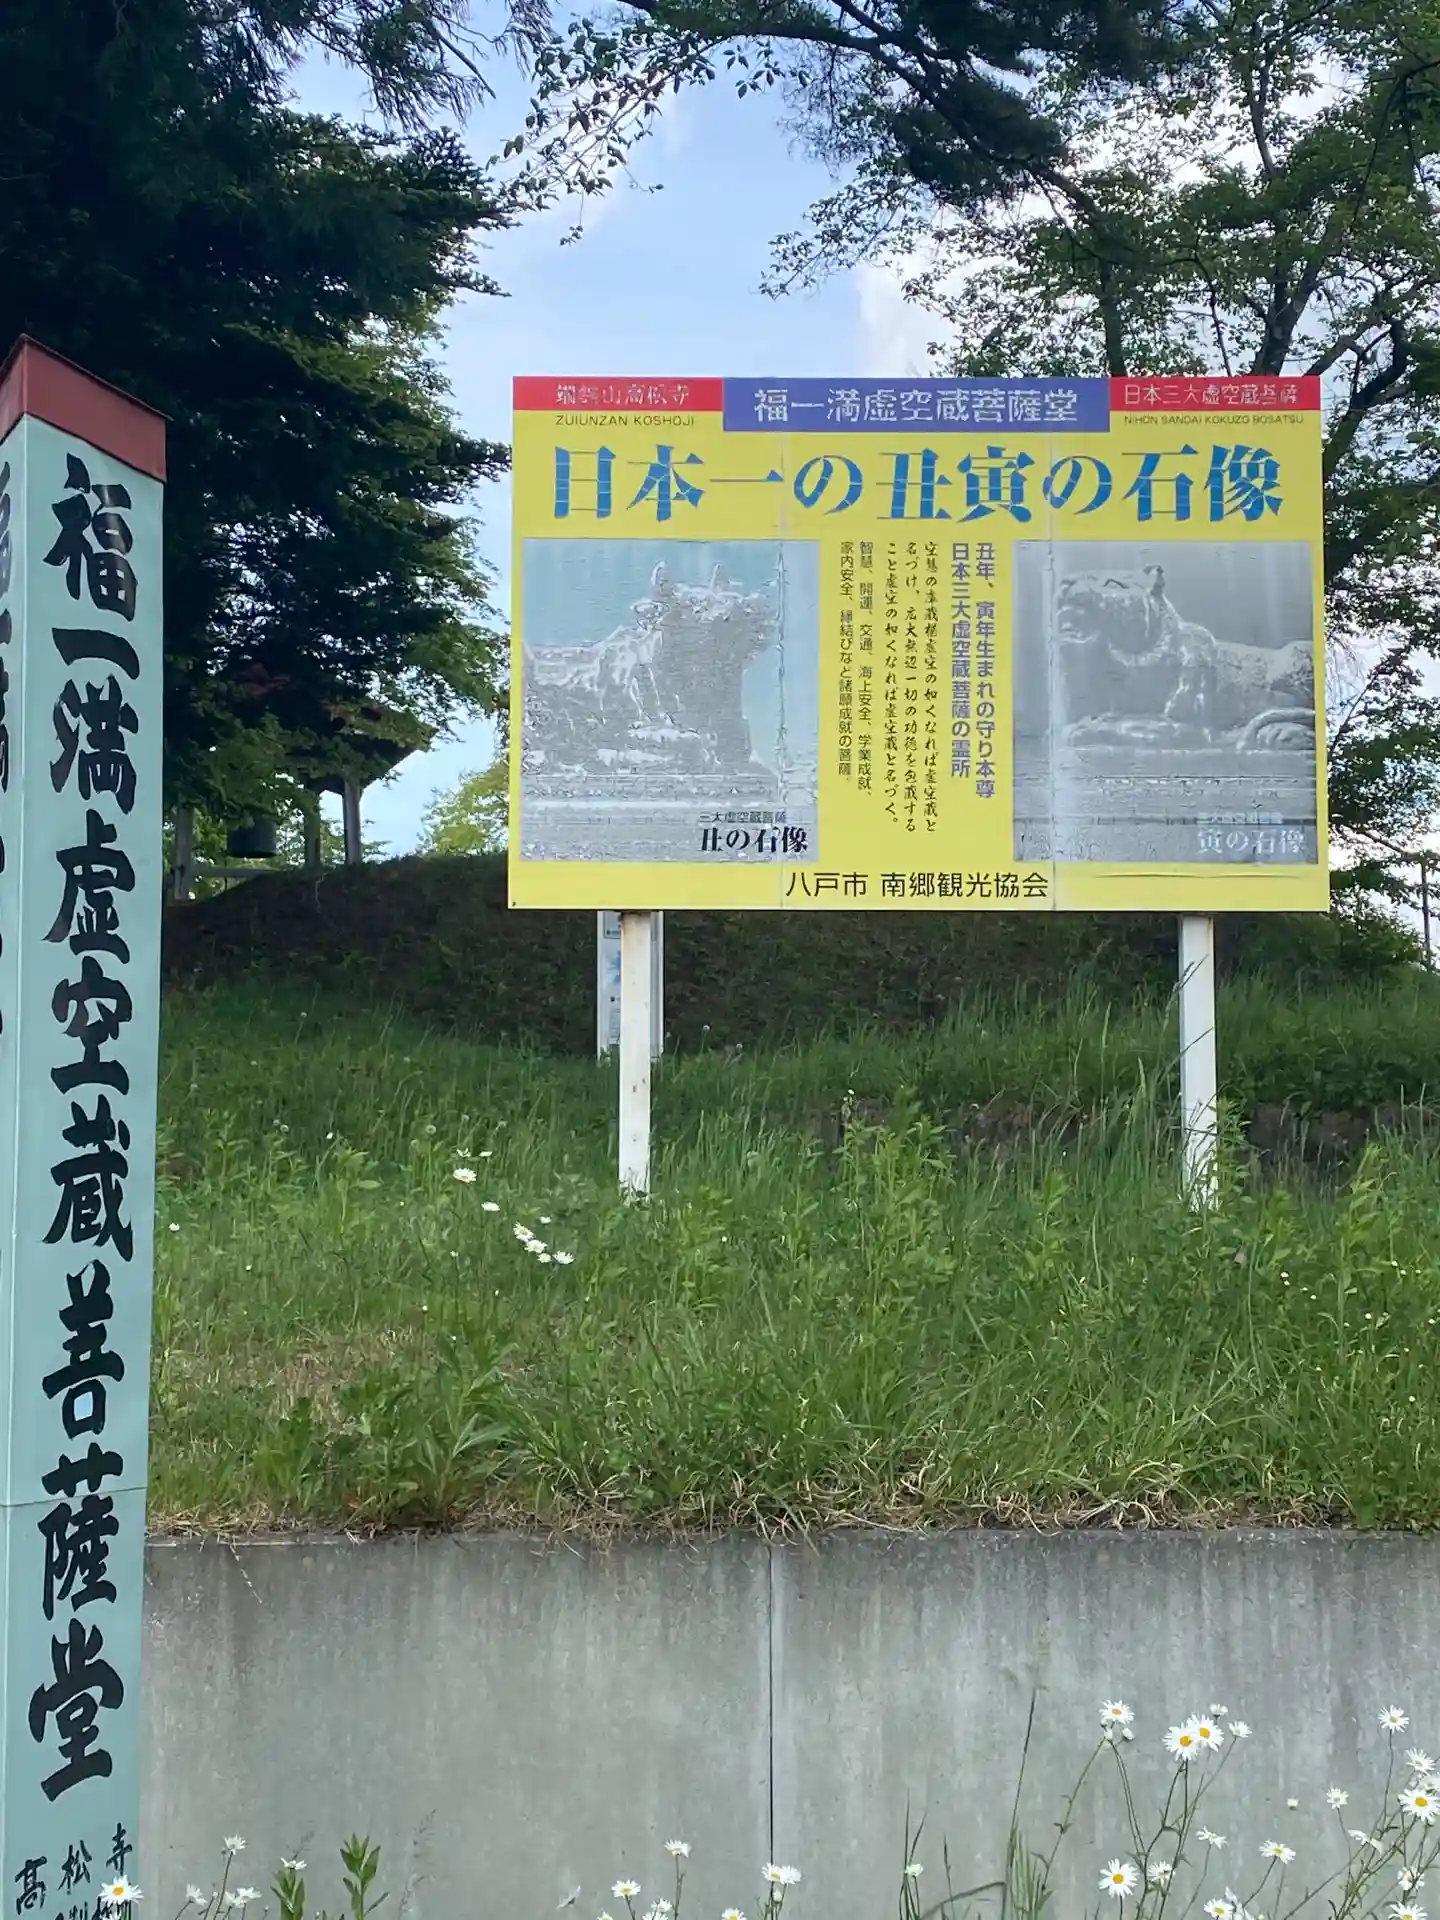 福一満虚空蔵菩薩堂
高松寺
山高松寺
ZUIUNZAN KOSHOJI
福一満虚空蔵菩薩堂
日本三大虚空蔵菩薩
NIHON SANDAI KOKUZO BOSATSU
日本一の丑寅の石像
丑年、寅年生まれの守り本尊
日本三大虚空蔵菩薩の霊所
空慧の庫蔵猶虚空の如くなれば虚空蔵と
名づけ、広大無辺一切の功徳を包蔵する
こと虚空の如くなれば虚空蔵と名づく。
智慧、開運、交通、海上安全、学業成就、
家内安全、縁結びなど諸願成就の菩薩。
三大虚空蔵菩薩
丑の石像
寅の石像
八戸市 南郷観光協会